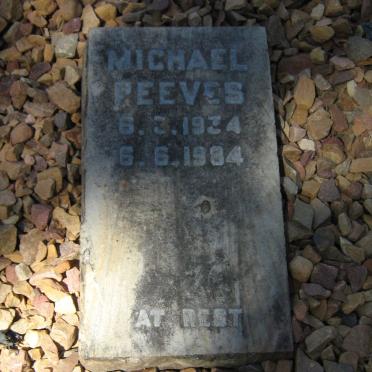 MICHAEL
REEVES
6.3.1934
6.6.1984
AT REST